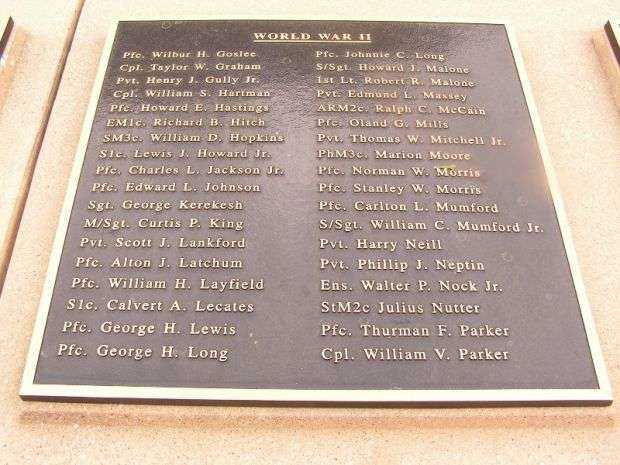 WORLD WAR II
Pfc. Wilbur H. Goslee
Cpl. Taylor W. Graham
Pvt. Henry J. Gully Jr.
Cpl. William S. Hartman
Pfc. Howard E. Hastings
EM1c. Richard B. Hitch
SM3c. William D. Hopkins
S1c. Lewis J. Howard Jr.
Pfc. Charles L. Jackson Jr.
Pfc. Edward L. Johnson
Sgt. George Kerekesh
M/Sgt. Curtis P. King
Pvt. Scott J. Lankford
Pfc. Alton J. Latchum
Pfc. William H. Layfield
S1c. Calvert A. Lecates
Pfc. George H. Lewis
Pfc. George H. Long
Pfc. Johnnie C. Long
S/Sgt. Howard J. Malone
1st Lt. Robert R. Malone
Pvt. Edmund L. Massey
ARM2c. Ralph C. McCain
Pfc. Oland G. Mills
Pvt. Thomas W. Mitchell Jr.
PhM3c. Marion Moore
Pfc. Norman W. Morris
Pfc. Stanley W. Morris
Pfc. Carlton L. Mumford
S/Sgt. William C. Mumford Jr.
Pvt. Harry Neill
Pvt. Phillip J. Neptin
Ens. Walter P. Nock Jr.
StM2c Julius Nutter
Pfc. Thurman F. Parker
Cpl. William V. Parker